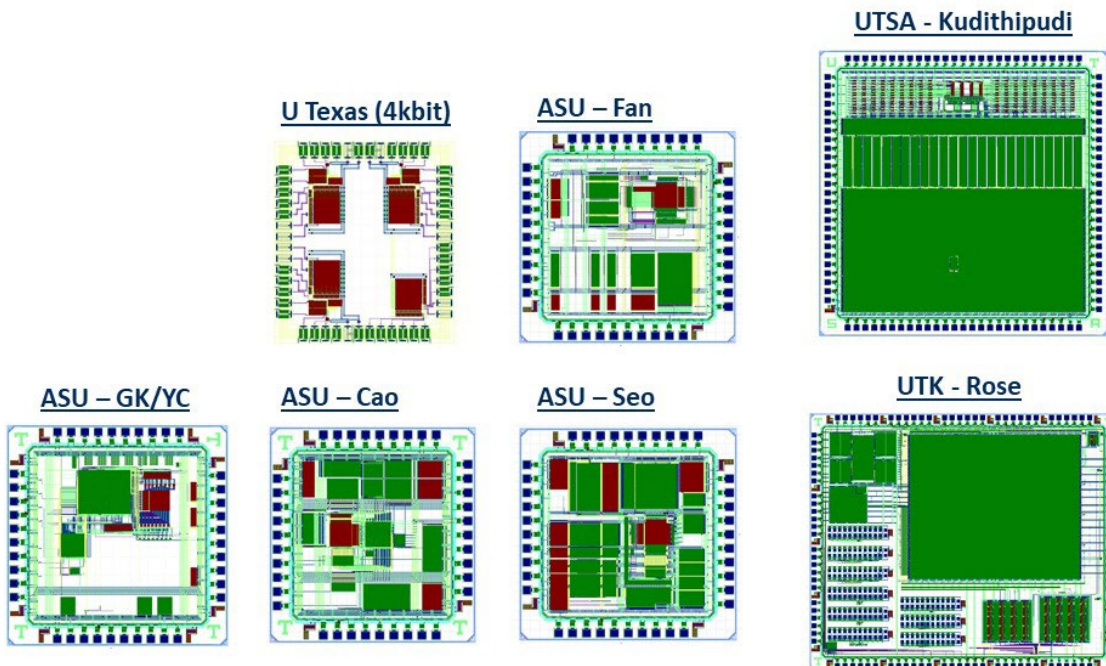 UTSA - Kudithipudi
U Texas (4kbit)
ASU – Fan
U T
S A
ASU – GK/YC
ASU – Cao
ASU – Seo
UTK - Rose
T T
T T
T T
T
T T
T
T